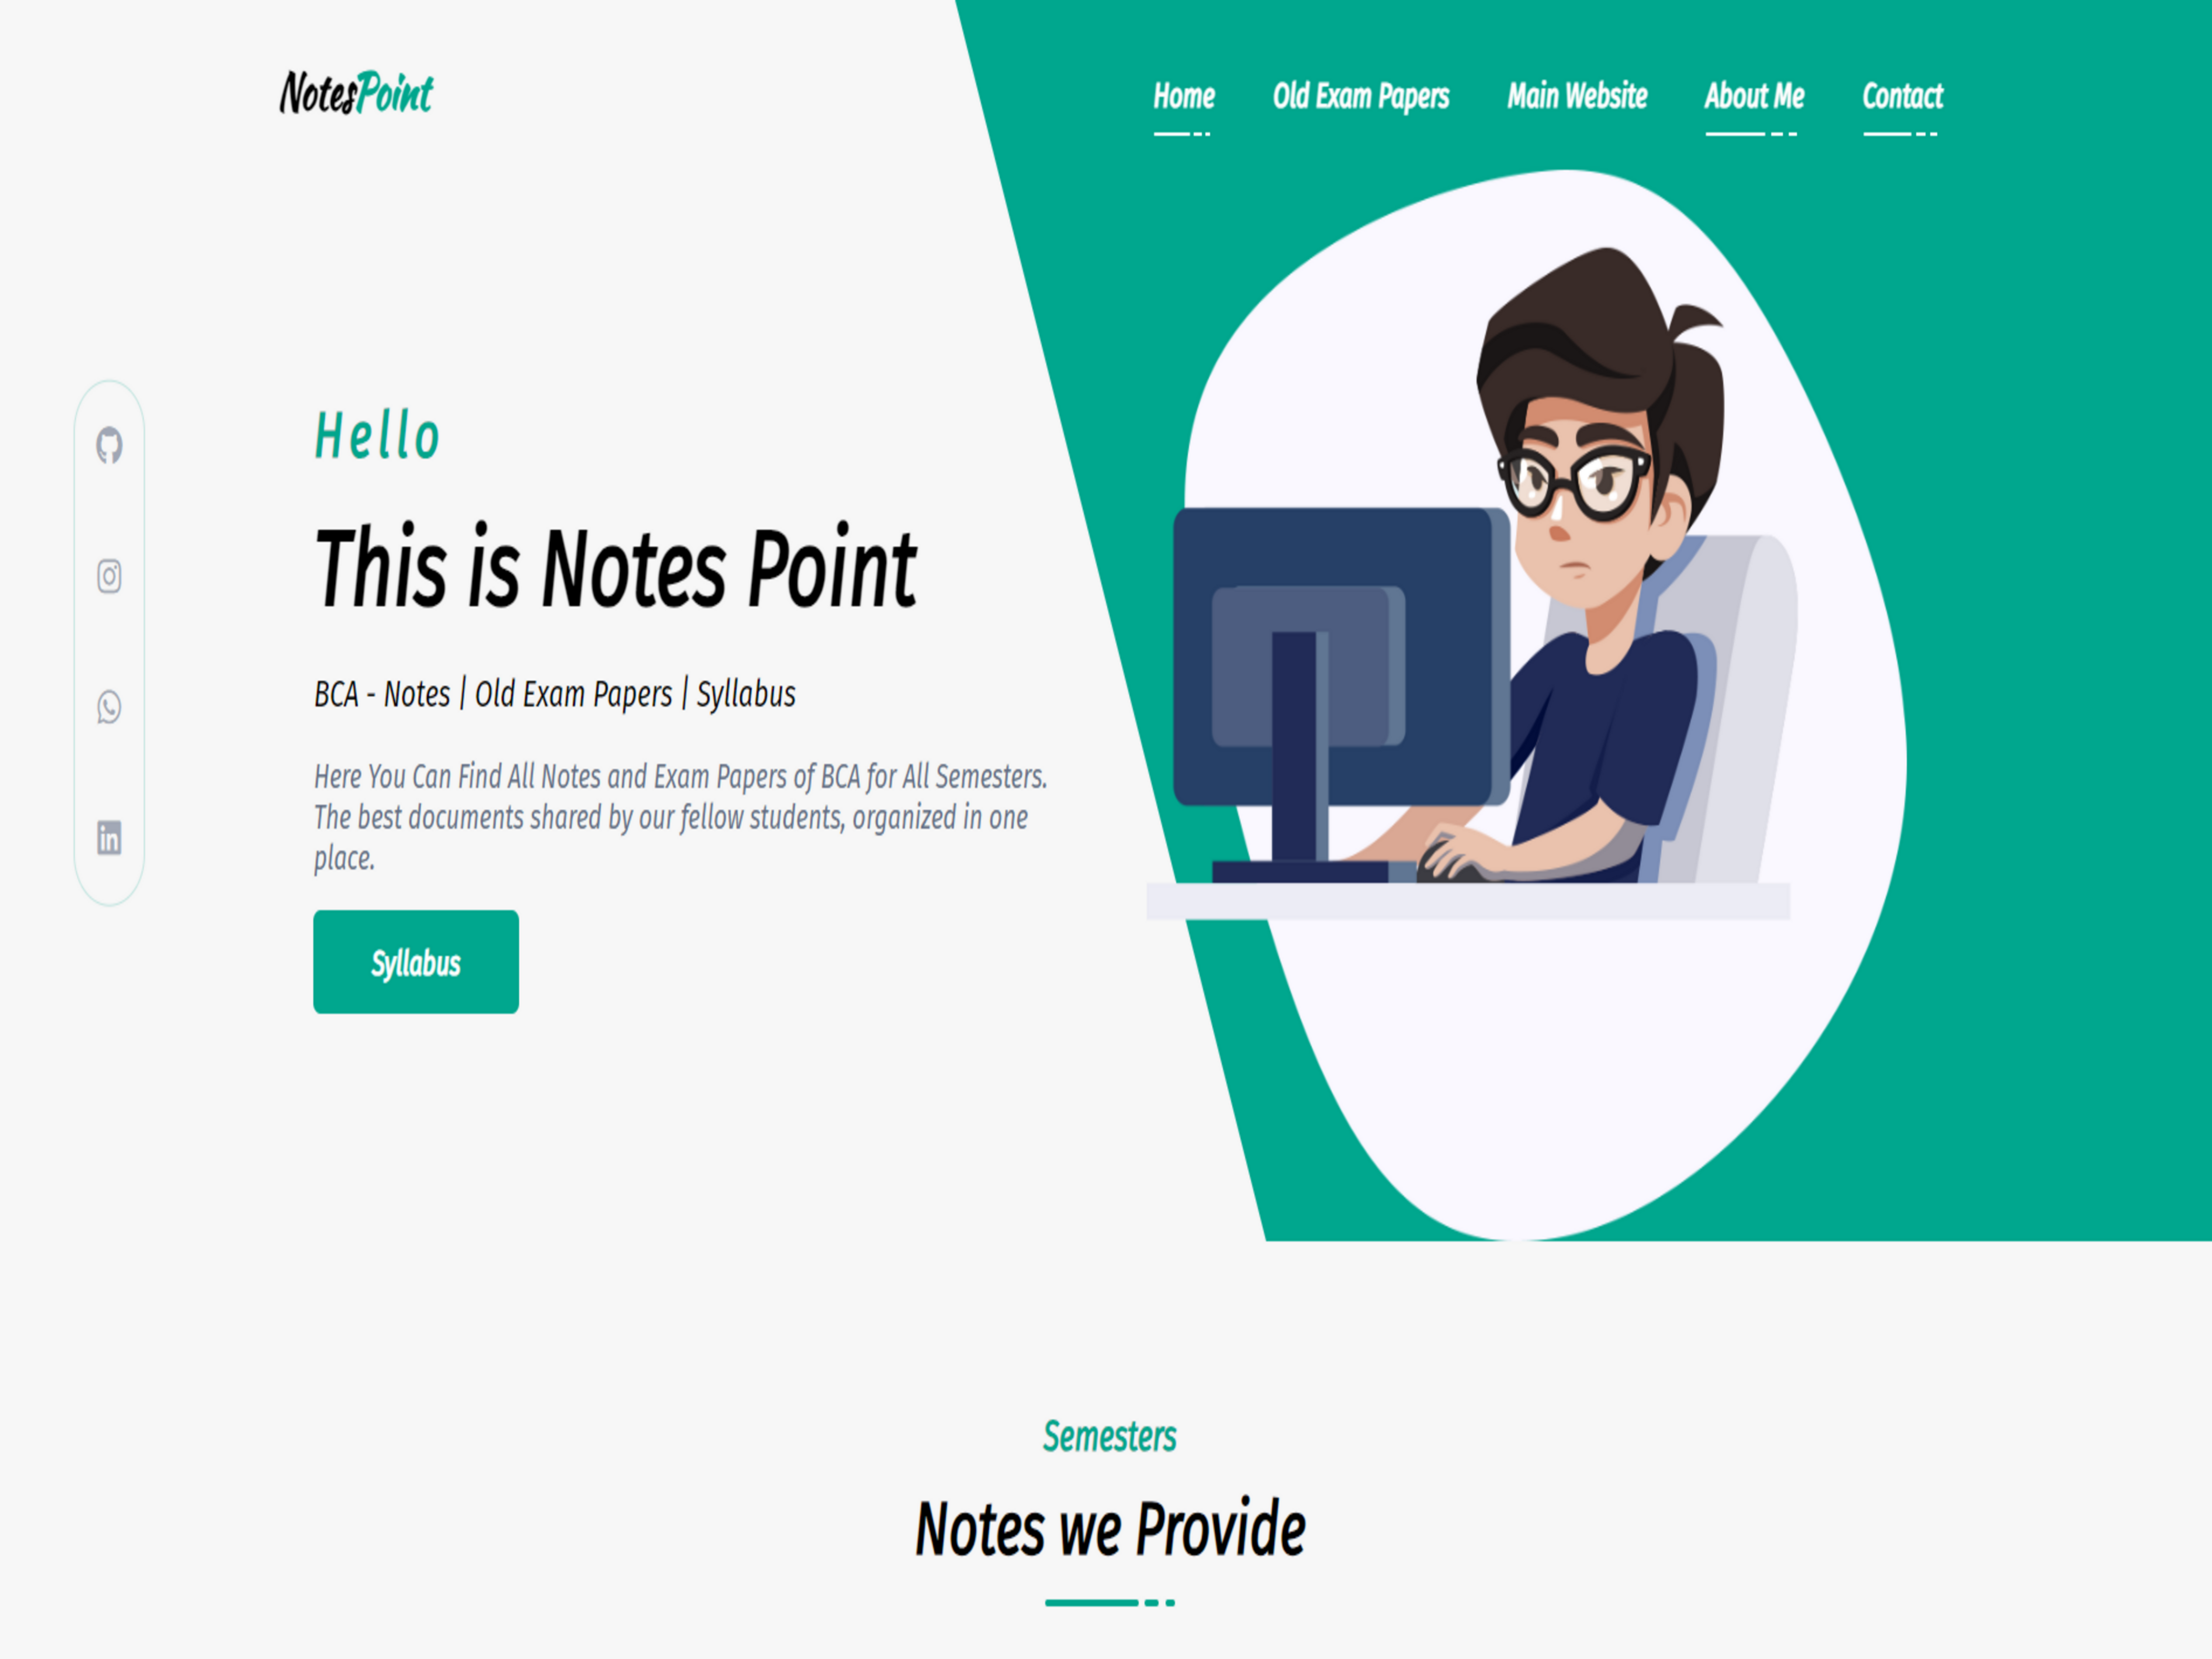 NotesPoint
Home Old Exam Papers Main Website About Me Contact
Hello
This is Notes Point
BCA - Notes | Old Exam Papers | Syllabus
Here You Can Find All Notes and Exam Papers of BCA for All Semesters.
The best documents shared by our fellow students, organized in one
place.
Syllabus
Semesters
Notes we Provide